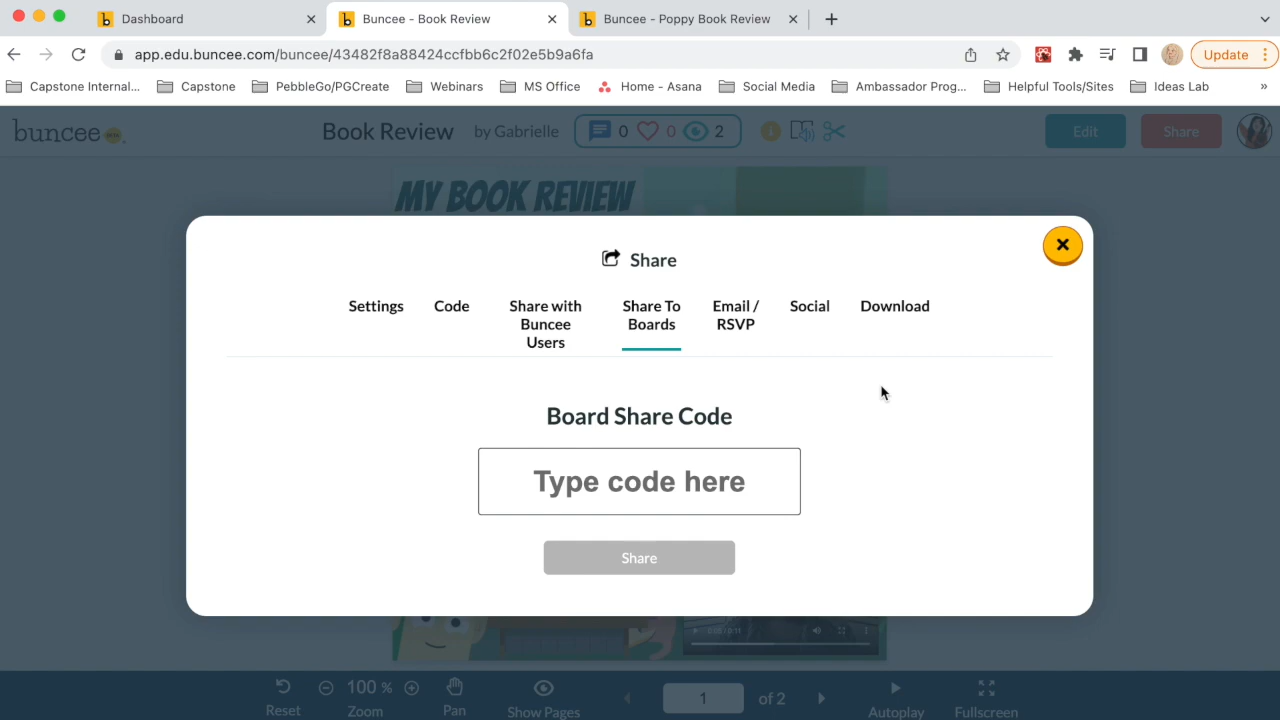 Dashboard
Buncee - Book Review
Buncee - Poppy Book Review
app.edu.buncee.com/buncee/43482f8a88424ccfbb6c2f02e5b9a6fa
Update
Capstone Internal...
Capstone
PebbleGo/PGCreate
Webinars
MS Office
Home - Asana
Social Media
Ambassador Prog...
Helpful Tools/Sites
Ideas Lab
»
buncee
Book Review
by Gabrielle
0
0
2
Edit
Share
MY BOOK REVIEW
Share
Settings
Code
Share with
Buncee
Users
Share To
Boards
Email /
RSVP
Social
Download
Board Share Code
Type code here
Share
Reset
100 %
Zoom
Pan
Show Pages
1
of 2
Autoplay
Fullscreen